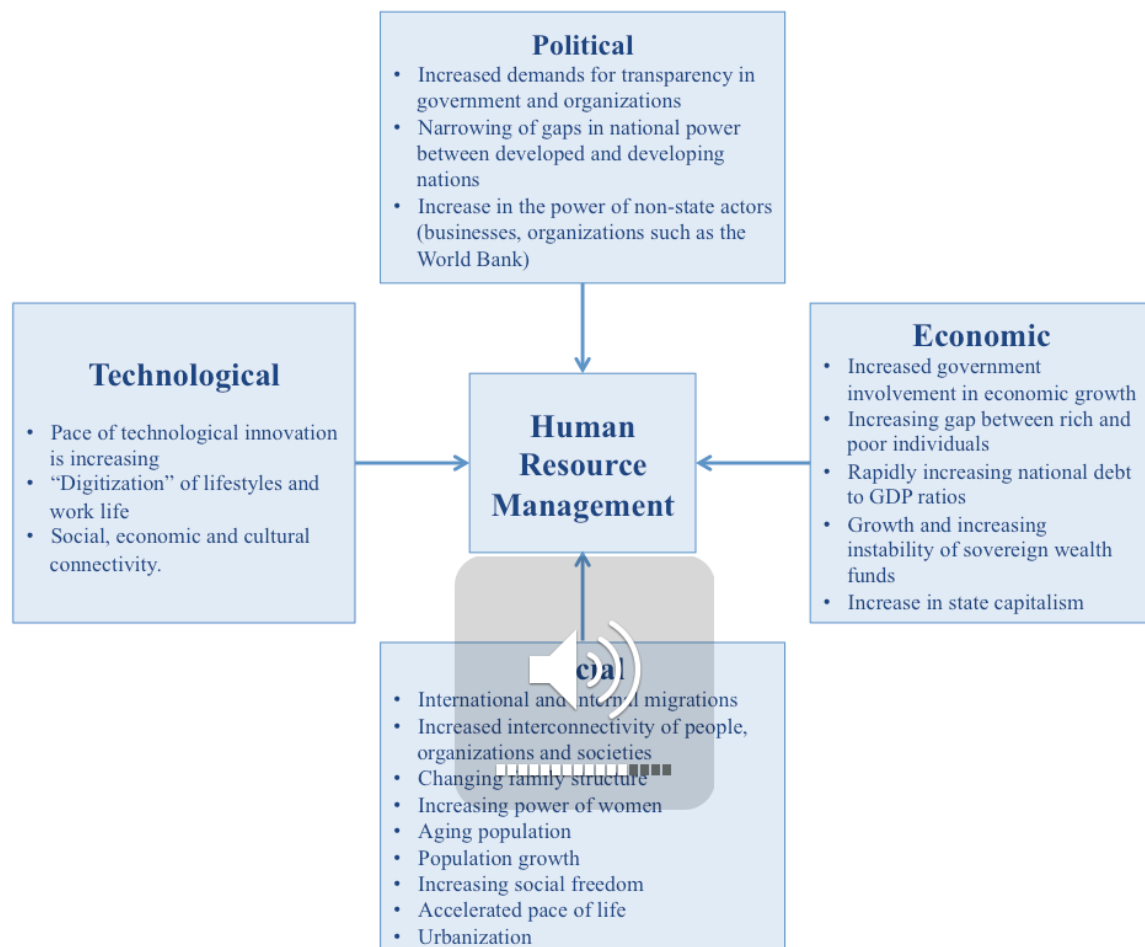 Political
• Increased demands for transparency in
government and organizations
• Narrowing of gaps in national power
between developed and developing
nations
• Increase in the power of non-state actors
(businesses, organizations such as the
World Bank)
Technological
• Pace of technological innovation
is increasing
• “Digitization” of lifestyles and
work life
• Social, economic and cultural
connectivity.
Human
Resource
Management
Economic
• Increased government
involvement in economic growth
• Increasing gap between rich and
poor individuals
• Rapidly increasing national debt
to GDP ratios
• Growth and increasing
instability of sovereign wealth
funds
• Increase in state capitalism
• International and internal migrations
• Increased interconnectivity of people,
organizations and societies
• Changing family structure
• Increasing power of women
• Aging population
• Population growth
• Increasing social freedom
• Accelerated pace of life
• Urbanization